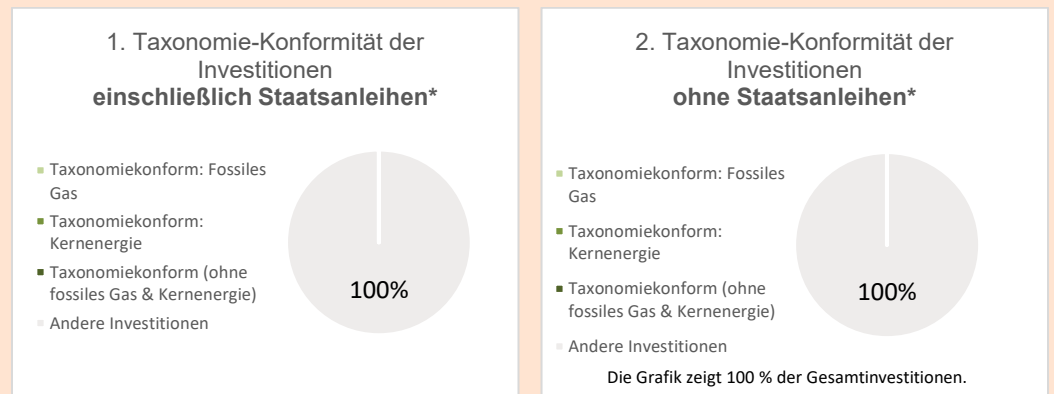 1. Taxonomie-Konformität der
Investitionen
einschließlich Staatsanleihen*
Taxonomiekonform: Fossiles
Gas
Taxonomiekonform:
Kernenergie
Taxonomiekonform (ohne
fossiles Gas & Kernenergie)
Andere Investitionen
100%
2. Taxonomie-Konformität der
Investitionen
ohne Staatsanleihen*
Taxonomiekonform: Fossiles
Gas
Taxonomiekonform:
Kernenergie
Taxonomiekonform (ohne
fossiles Gas & Kernenergie)
Andere Investitionen
100%
Die Grafik zeigt 100 % der Gesamtinvestitionen.